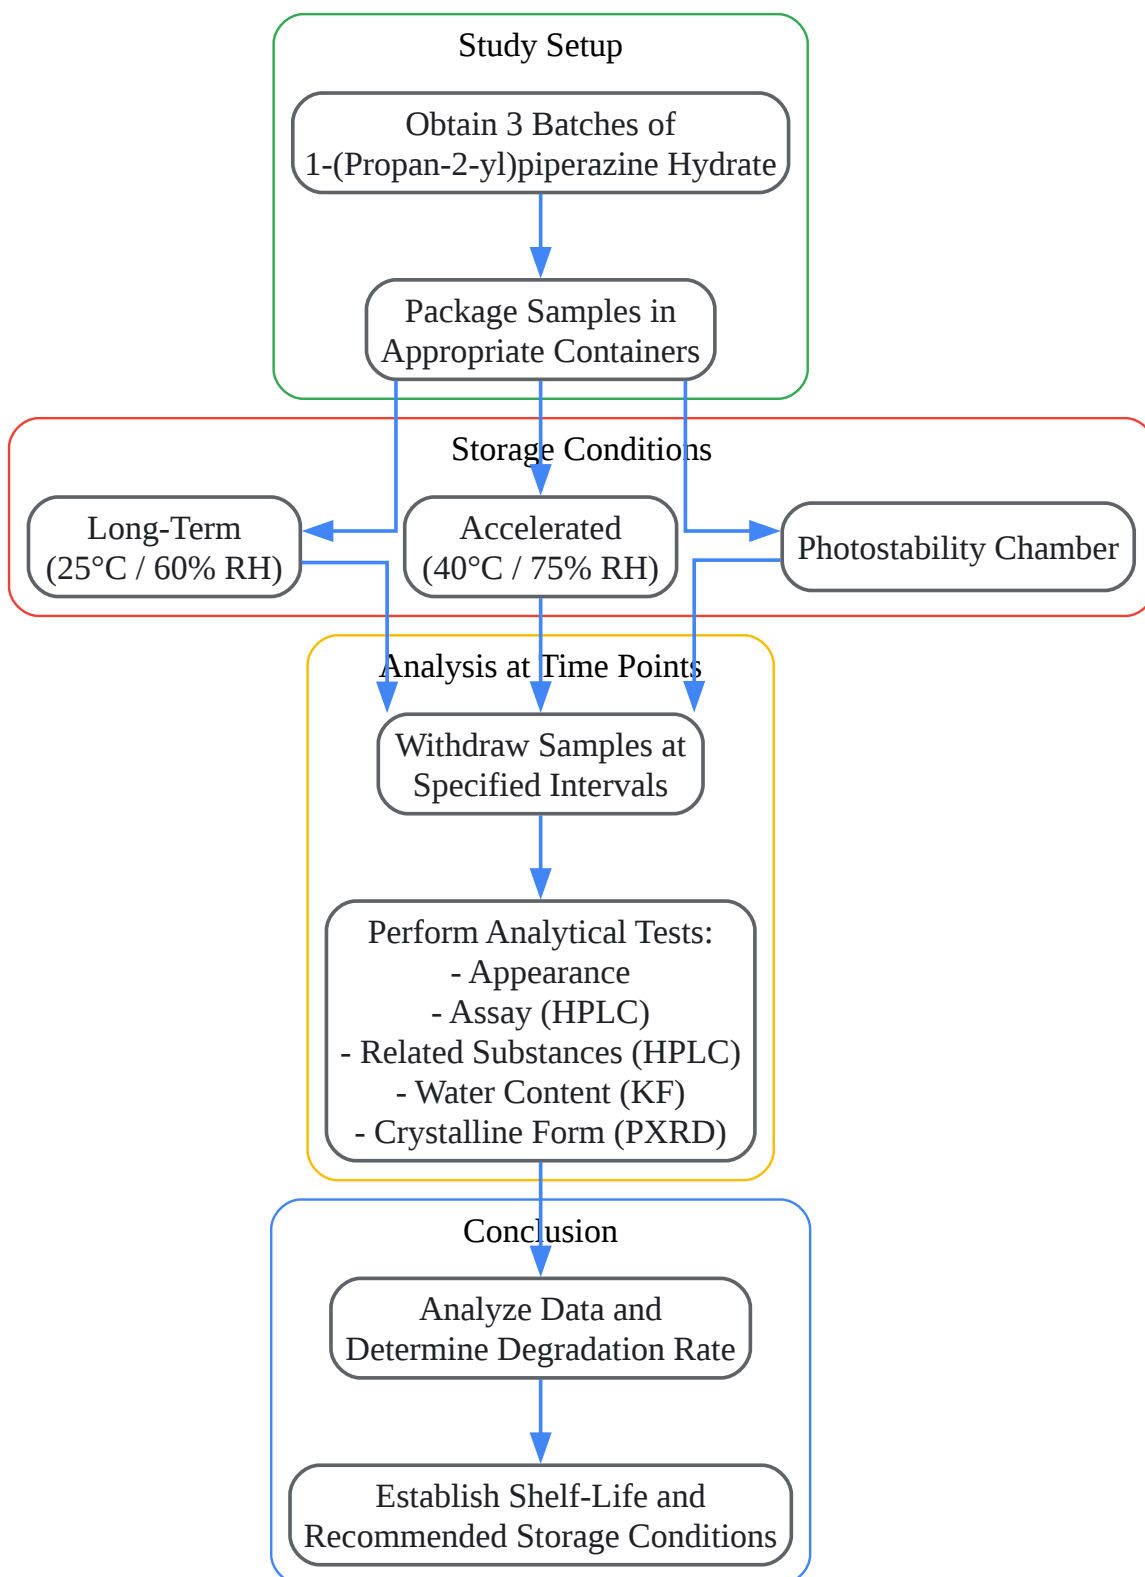 Study Setup
Obtain 3 Batches of
1-(Propan-2-yl)piperazine Hydrate
Package Samples in
Appropriate Containers
Storage Conditions
Long-Term
(25°C / 60% RH)
Accelerated
(40°C / 75% RH)
Photostability Chamber
Analysis at Time Points
Withdraw Samples at
Specified Intervals
Perform Analytical Tests:
- Appearance
- Assay (HPLC)
- Related Substances (HPLC)
- Water Content (KF)
- Crystalline Form (PXRD)
Conclusion
Analyze Data and
Determine Degradation Rate
Establish Shelf-Life and
Recommended Storage Conditions